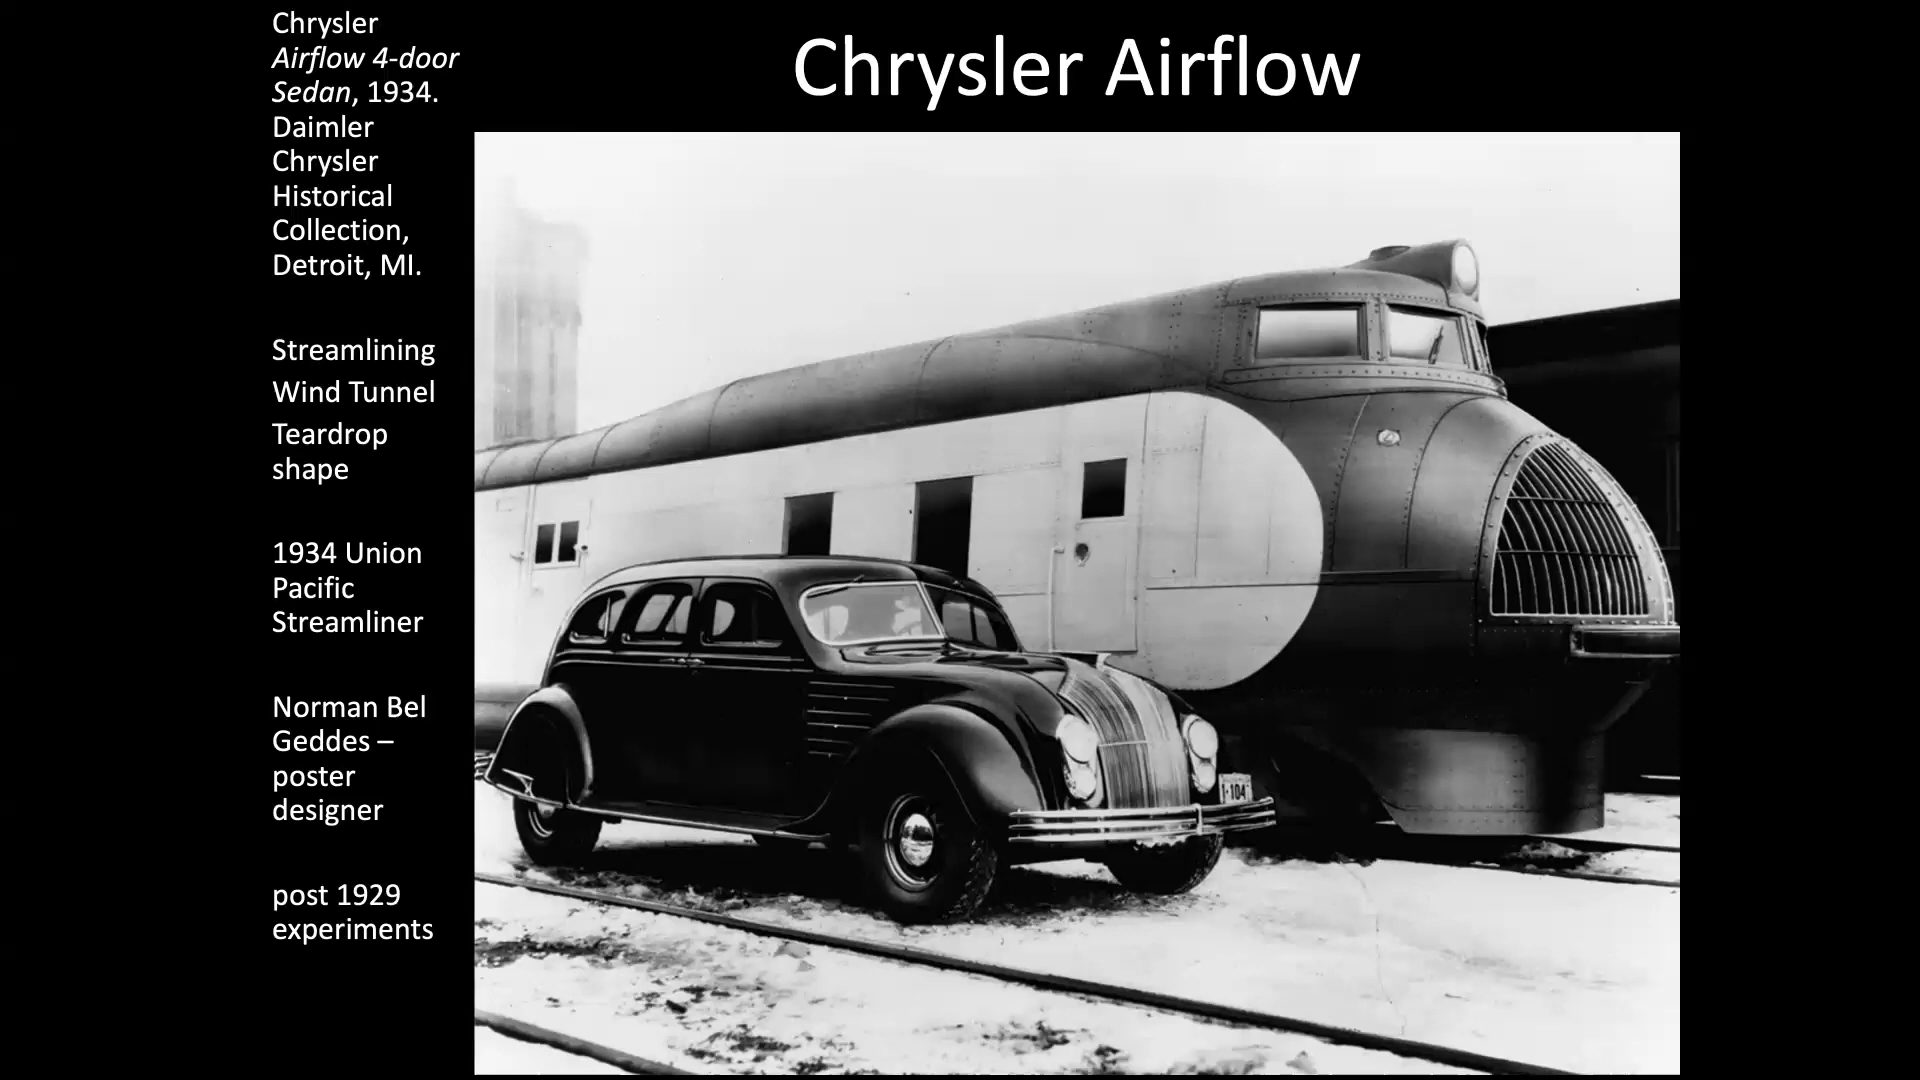 Chrysler
Airflow 4-door
Sedan, 1934.
Daimler
Chrysler
Historical
Collection,
Detroit, MI.
Streamlining
Wind Tunnel
Teardrop
shape
1934 Union
Pacific
Streamliner
Norman Bel
Geddes –
poster
designer
post 1929
experiments
Chrysler Airflow
1-104